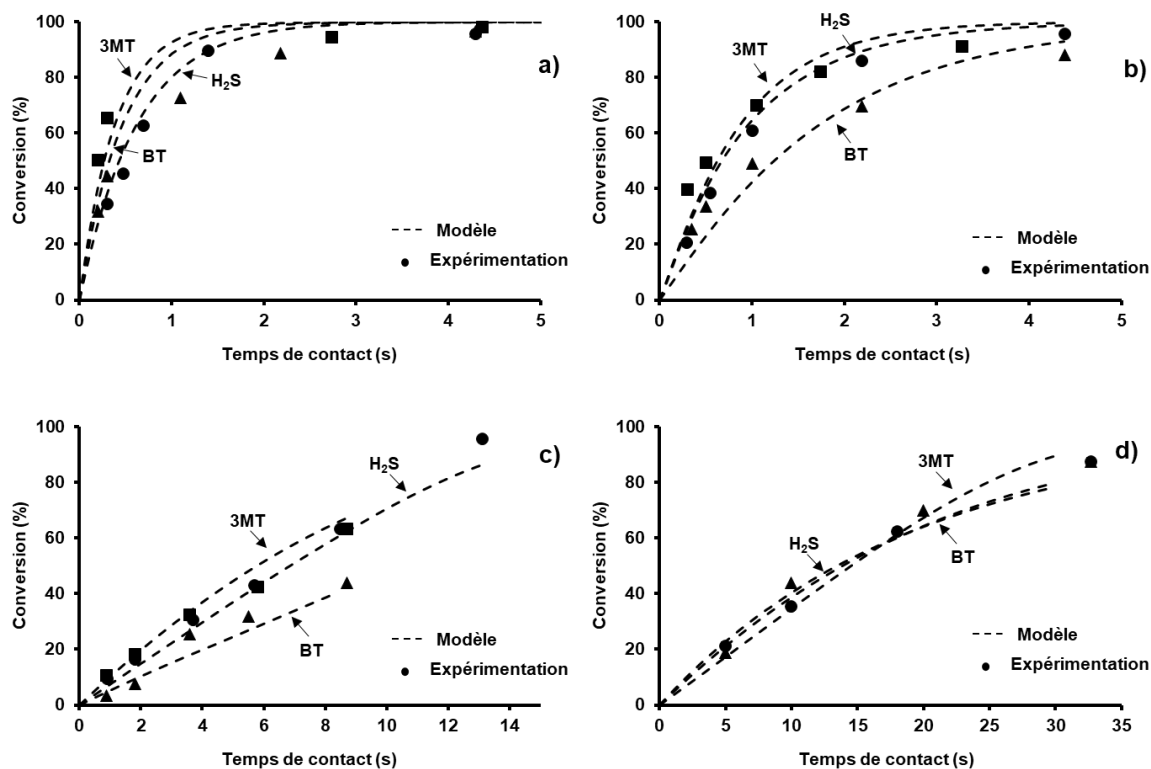 a)
Conversion (%)
100
80
60
40
20
0
3MT
H₂S
BT
Modèle
Expérimentation
0 1 2 3 4 5
Temps de contact (s)
b)
Conversion (%)
100
80
60
40
20
0
3MT
H₂S
BT
Modèle
Expérimentation
0 1 2 3 4 5
Temps de contact (s)
c)
Conversion (%)
100
80
60
40
20
0
H₂S
3MT
BT
Modèle
Expérimentation
0 2 4 6 8 10 12 14
Temps de contact (s)
d)
Conversion (%)
100
80
60
40
20
0
3MT
H₂S
BT
Modèle
Expérimentation
0 5 10 15 20 25 30 35
Temps de contact (s)